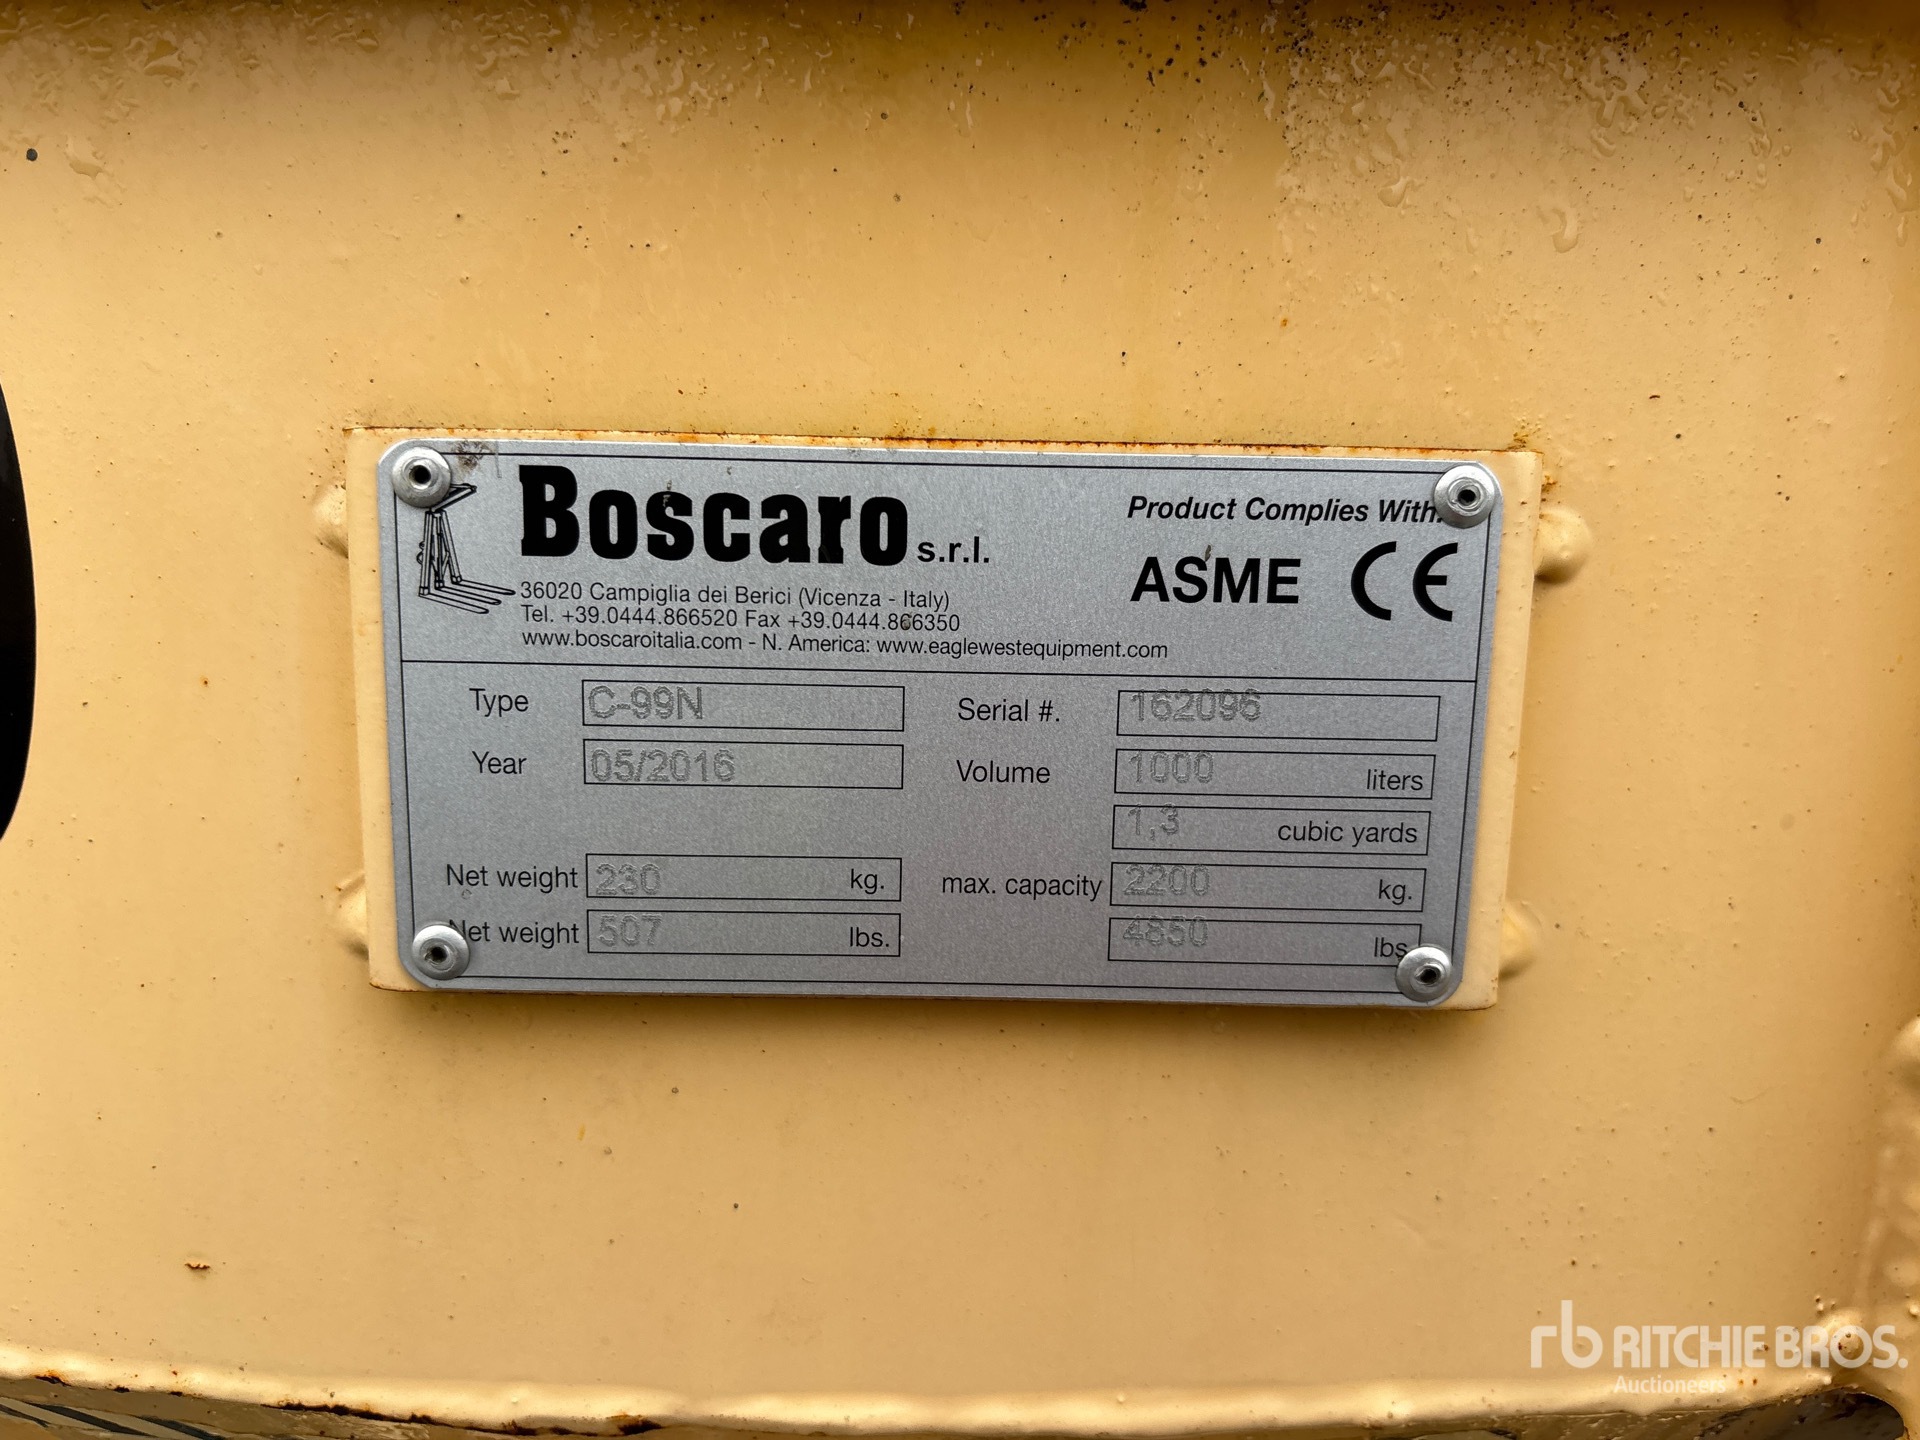 Boscaro s.r.l.
36020 Campiglia dei Berici (Vicenza - Italy)
Tel. +39.0444.866520 Fax +39.0444.866350
www.boscaroitalia.com - N. America: www.eaglewestequipment.com
Product Complies With:
ASME CE
Type C-99N
Serial #. 162096
Year 05/2016
Volume 1000 liters
1,3 cubic yards
Net weight 230 kg.
max. capacity 2200 kg.
Net weight 507 lbs.
4850 lbs
rb RITCHIE BROS.
Auctioneers